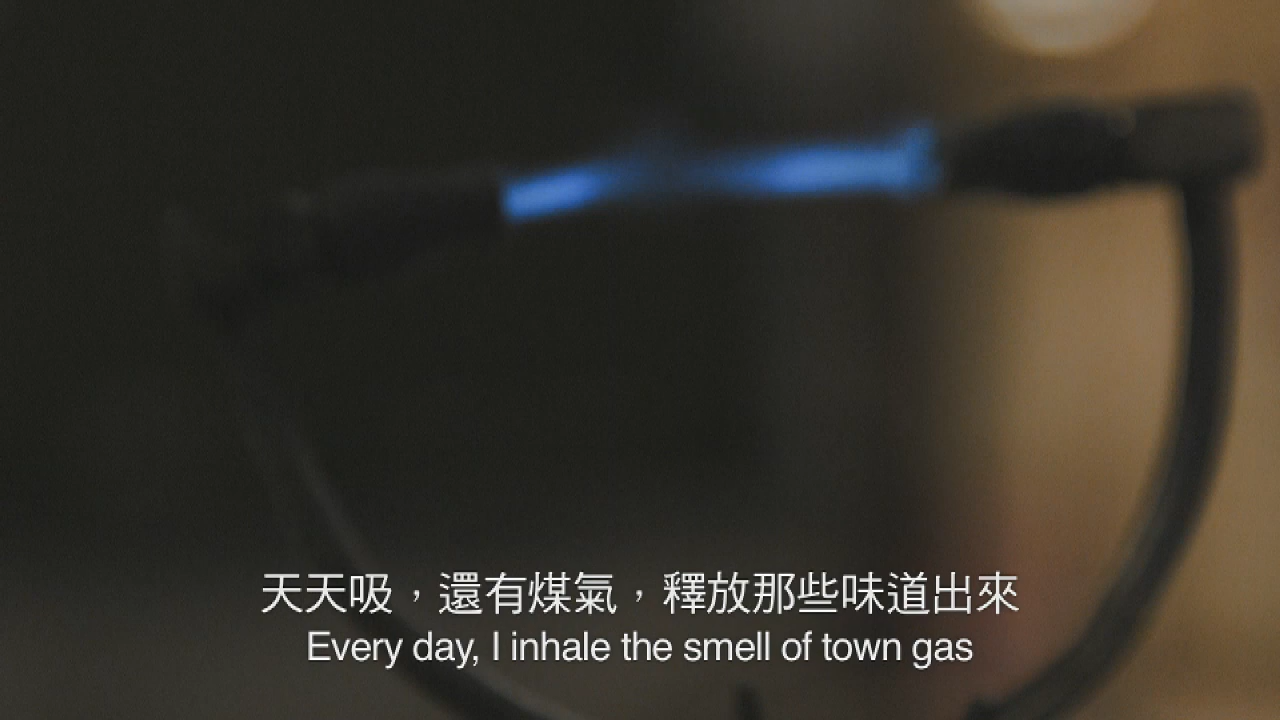 天天吸，還有煤氣，釋放那些味道出來
Every day, I inhale the smell of town gas